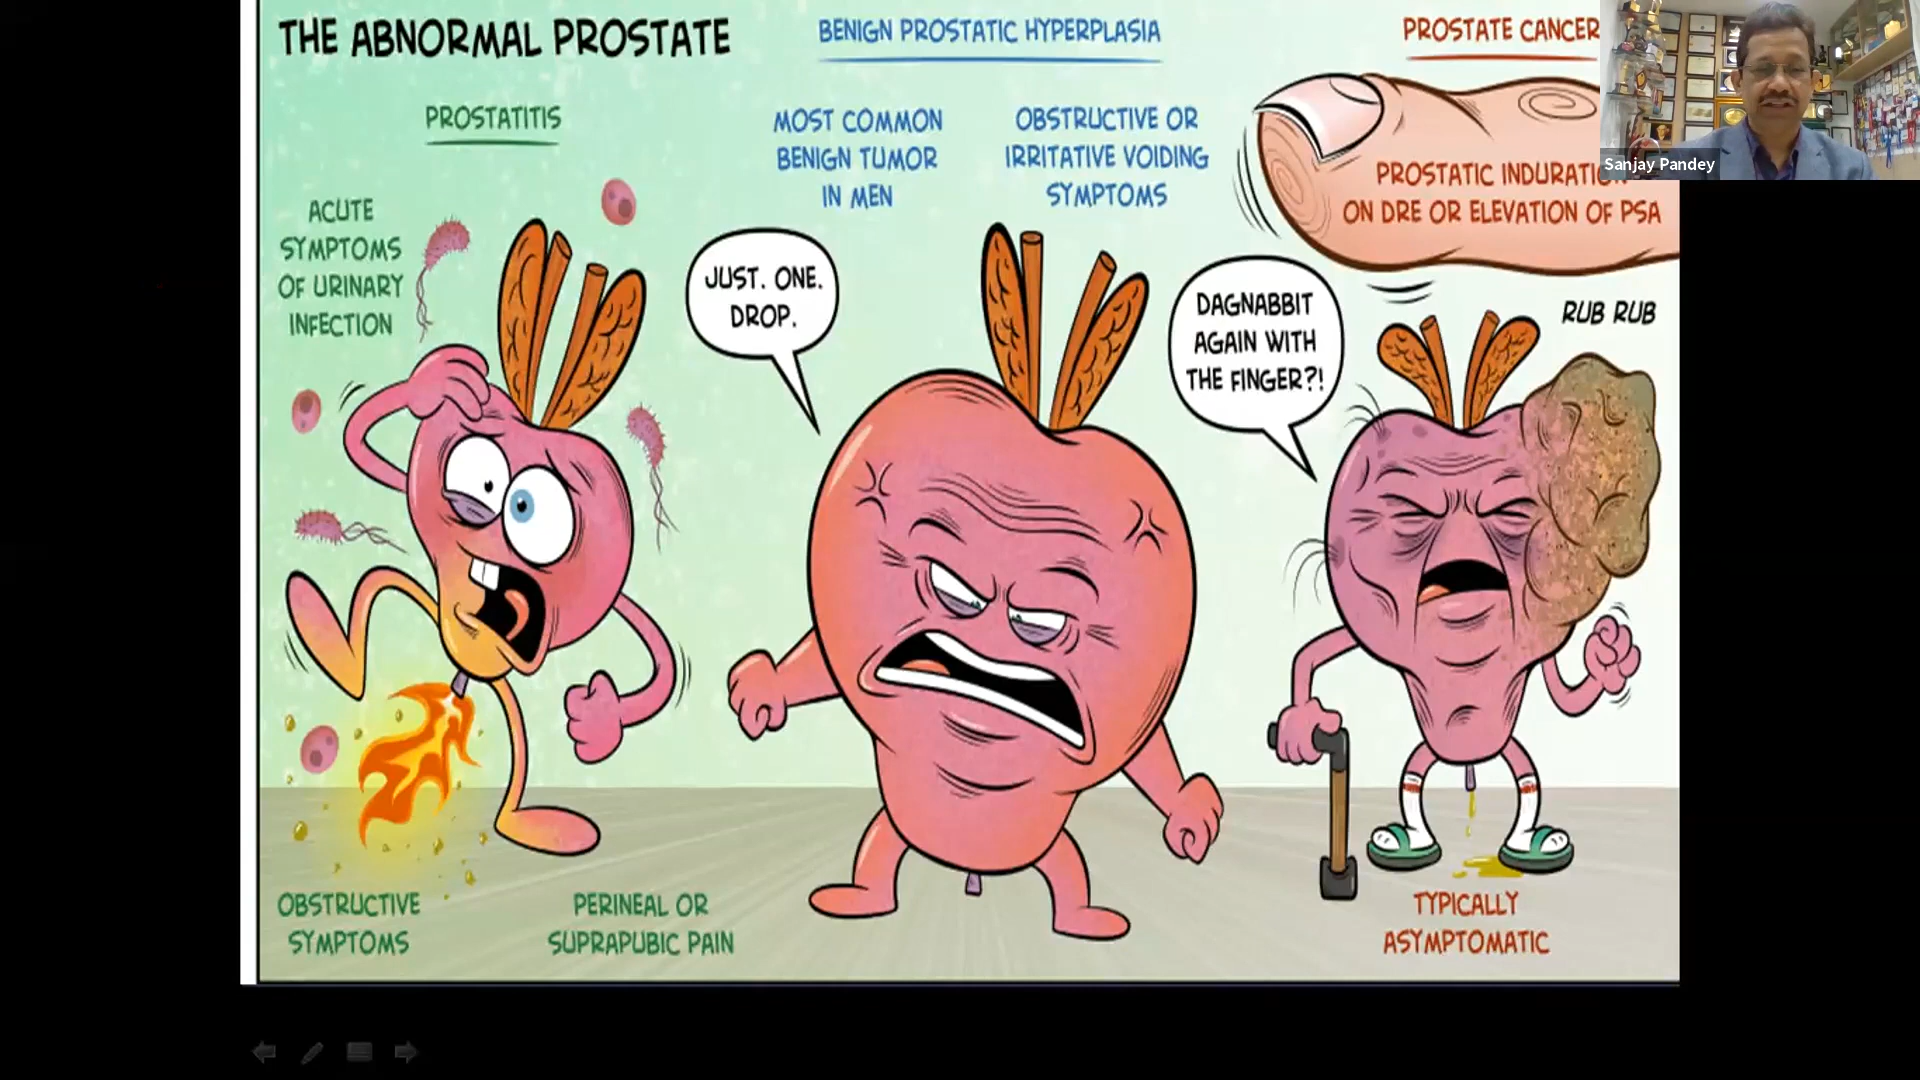 THE ABNORMAL PROSTATE
PROSTATITIS
ACUTE
SYMPTOMS
OF URINARY
INFECTION
OBSTRUCTIVE
SYMPTOMS
PERINEAL OR
SUPRAPUBIC PAIN
BENIGN PROSTATIC HYPERPLASIA
MOST COMMON
BENIGN TUMOR
IN MEN
OBSTRUCTIVE OR
IRRITATIVE VOIDING
SYMPTOMS
JUST. ONE.
DROP.
PROSTATE CANCER
PROSTATIC INDURATION
ON DRE OR ELEVATION OF PSA
DAGNABBIT
AGAIN WITH
THE FINGER?!
RUB RUB
TYPICALLY
ASYMPTOMATIC
Sanjay Pandey